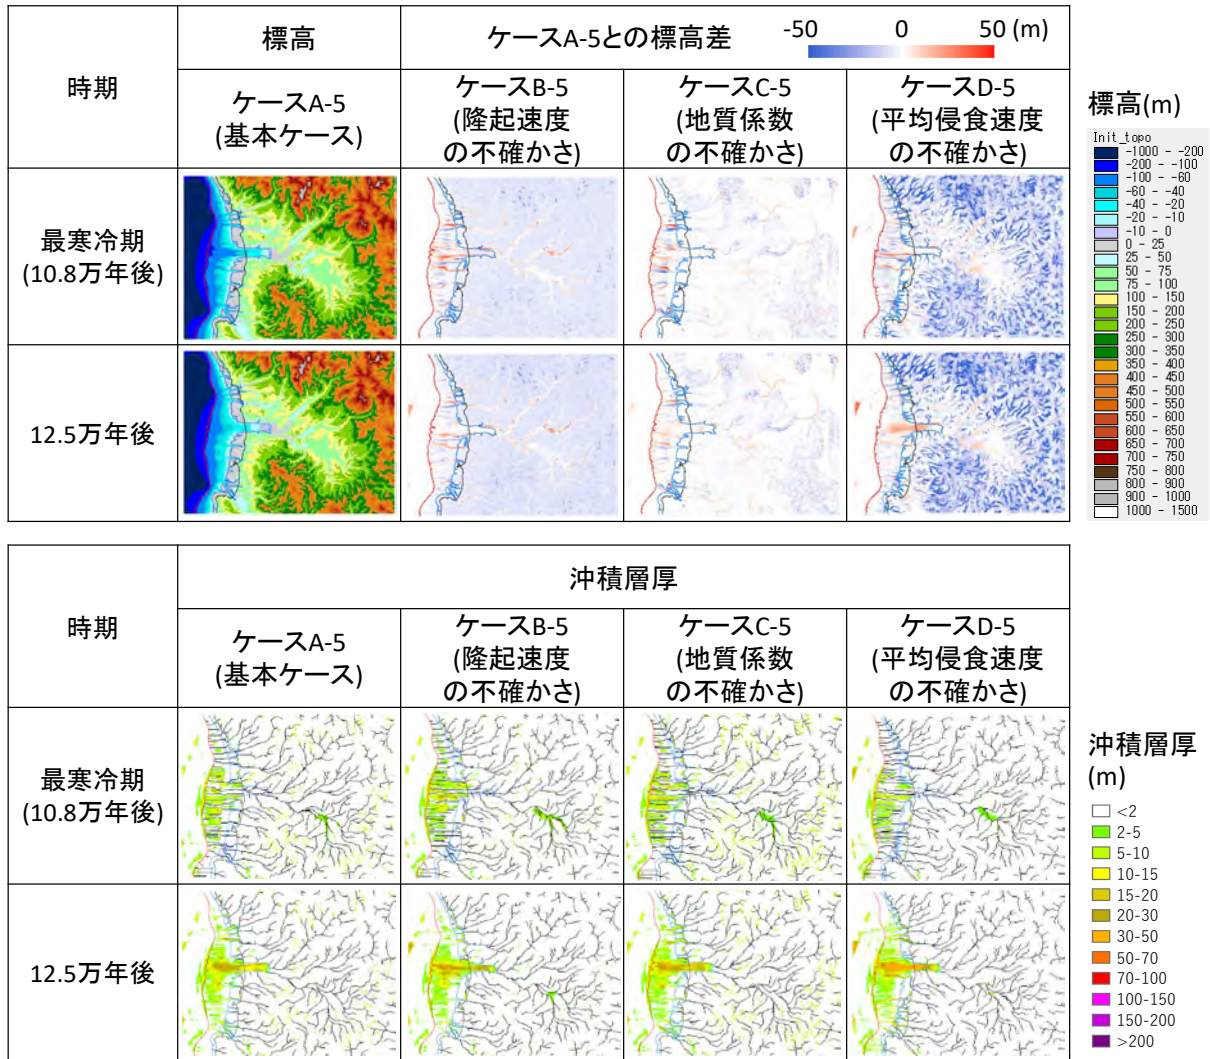 時期
標高
ケースA-5との標高差
-50 0 50 (m)
ケースA-5
(基本ケース)
ケースB-5
(隆起速度
の不確かさ)
ケースC-5
(地質係数
の不確かさ)
ケースD-5
(平均侵食速度
の不確かさ)
最寒冷期
(10.8万年後)
12.5万年後
標高(m)
Init_topo
-1000 - -200
-200 - -100
-100 - -60
-60 - -40
-40 - -20
-20 - -10
-10 - 0
0 - 25
25 - 50
50 - 75
75 - 100
100 - 150
150 - 200
200 - 250
250 - 300
300 - 350
350 - 400
400 - 450
450 - 500
500 - 550
550 - 600
600 - 650
650 - 700
700 - 750
750 - 800
800 - 900
900 - 1000
1000 - 1500
時期
沖積層厚
ケースA-5
(基本ケース)
ケースB-5
(隆起速度
の不確かさ)
ケースC-5
(地質係数
の不確かさ)
ケースD-5
(平均侵食速度
の不確かさ)
最寒冷期
(10.8万年後)
12.5万年後
沖積層厚
(m)
<2
2-5
5-10
10-15
15-20
20-30
30-50
50-70
70-100
100-150
150-200
>200